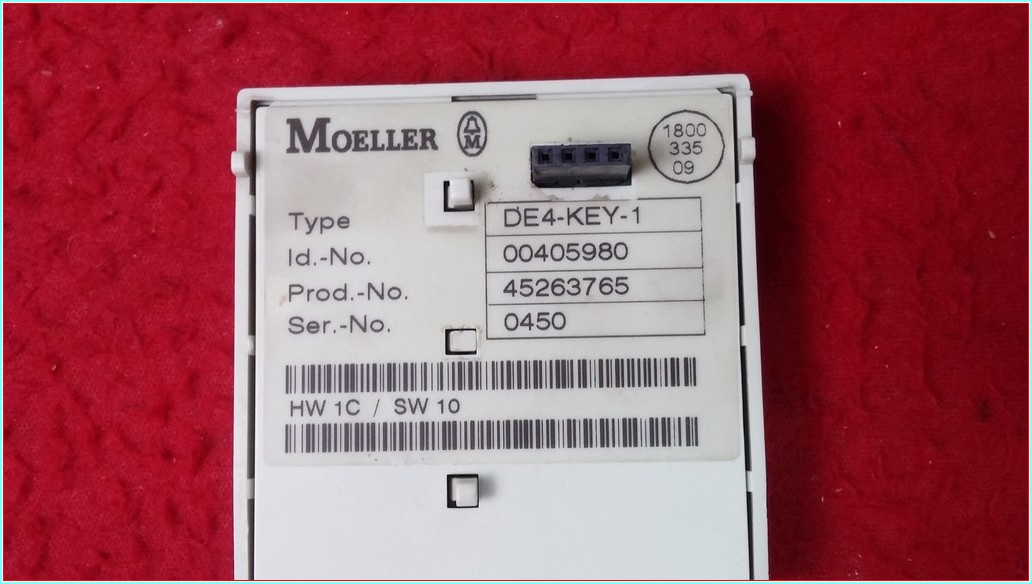 MOELLER M
1800
335
09
Type DE4-KEY-1
Id.-No. 00405980
Prod.-No. 45263765
Ser.-No. 0450
HW 1C / SW 10